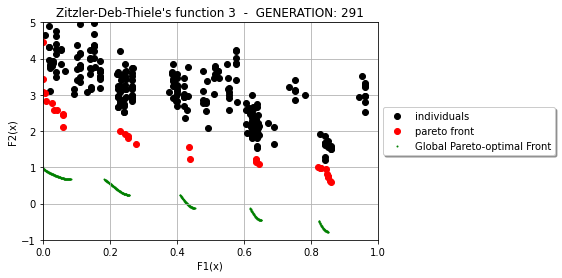 Zitzler-Deb-Thiele's function 3 - GENERATION: 291
5
4
3
2
1
0
-1
F2(x)
0.0 0.2 0.4 0.6 0.8 1.0
F1(x)
individuals
pareto front
Global Pareto-optimal Front